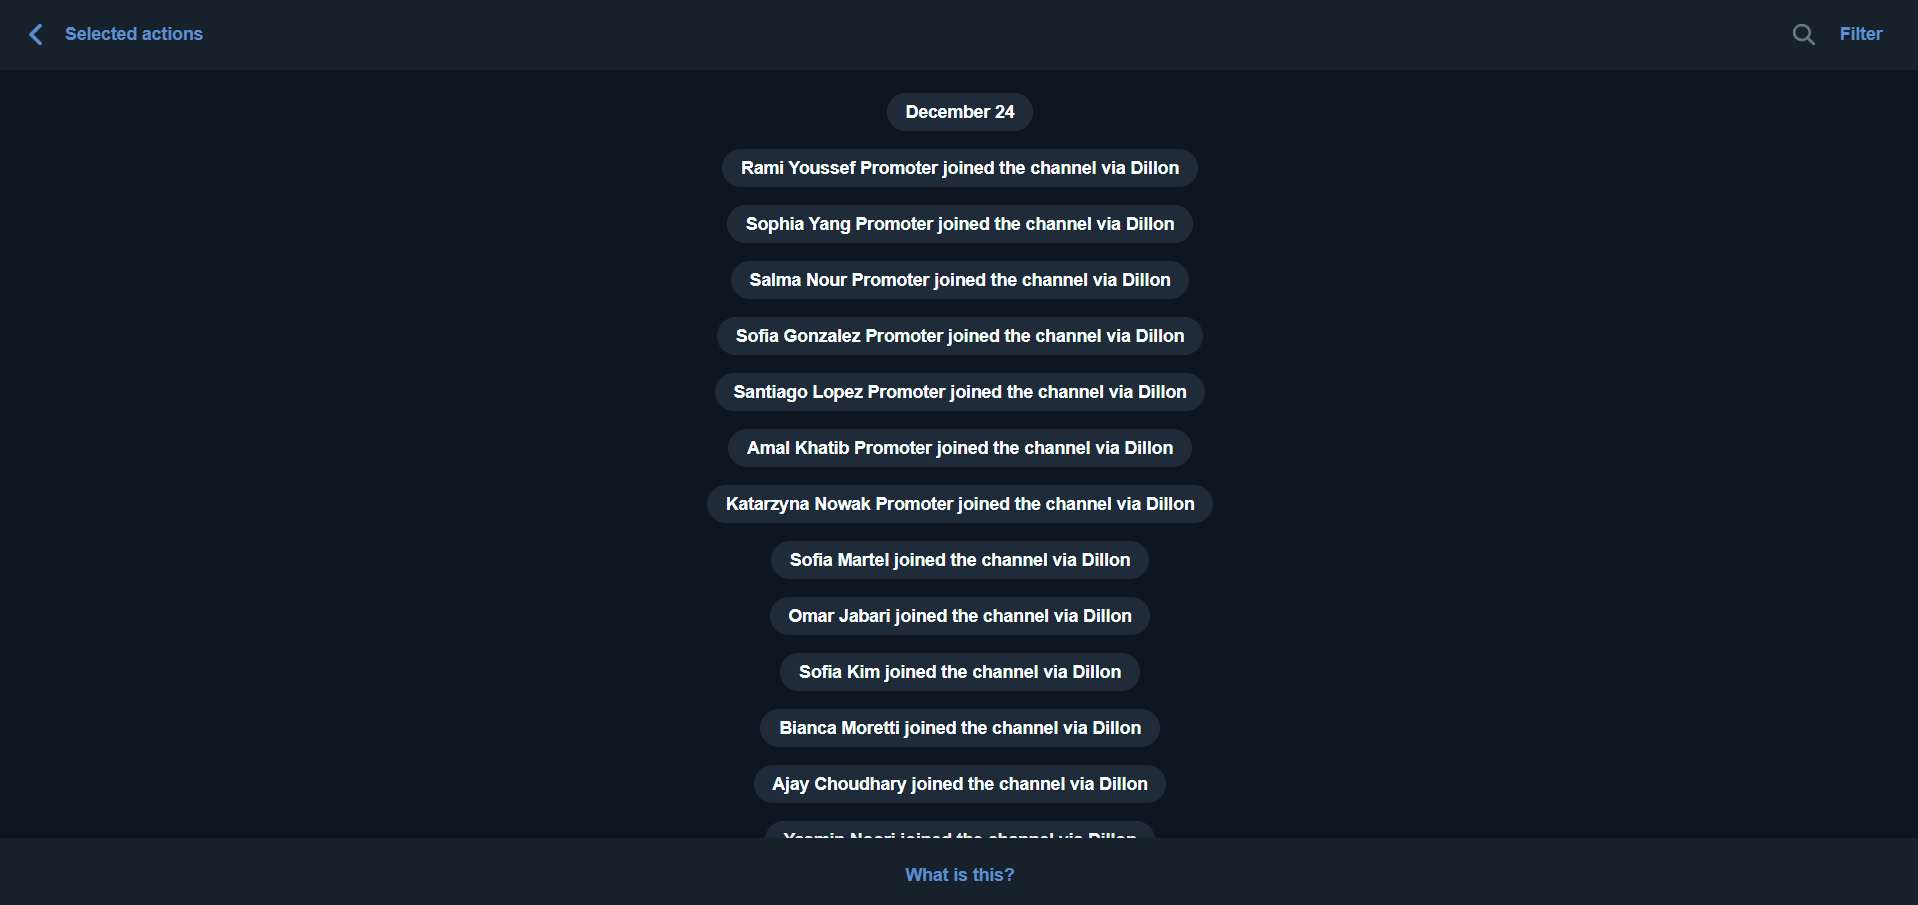 Selected actions
Filter
December 24
Rami Youssef Promoter joined the channel via Dillon
Sophia Yang Promoter joined the channel via Dillon
Salma Nour Promoter joined the channel via Dillon
Sofia Gonzalez Promoter joined the channel via Dillon
Santiago Lopez Promoter joined the channel via Dillon
Amal Khatib Promoter joined the channel via Dillon
Katarzyna Nowak Promoter joined the channel via Dillon
Sofia Martel joined the channel via Dillon
Omar Jabari joined the channel via Dillon
Sofia Kim joined the channel via Dillon
Bianca Moretti joined the channel via Dillon
Ajay Choudhary joined the channel via Dillon
joined the channel via Dillon
What is this?